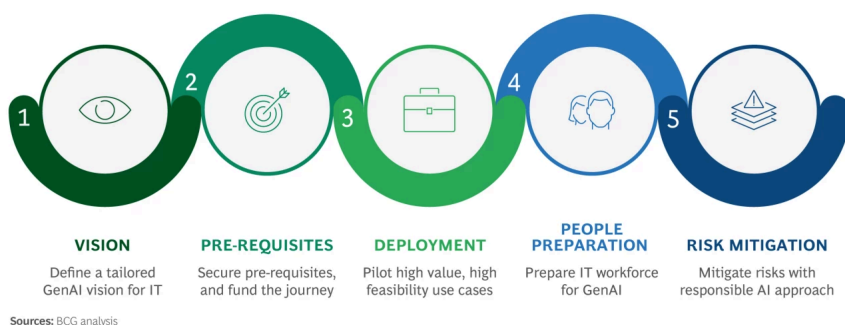 1
2
3
4
5
VISION
Define a tailored
GenAI vision for IT
PRE-REQUISITES
Secure pre-requisites,
and fund the journey
DEPLOYMENT
Pilot high value, high
feasibility use cases
PEOPLE
PREPARATION
Prepare IT workforce
for GenAI
RISK MITIGATION
Mitigate risks with
responsible AI approach
Sources: BCG analysis